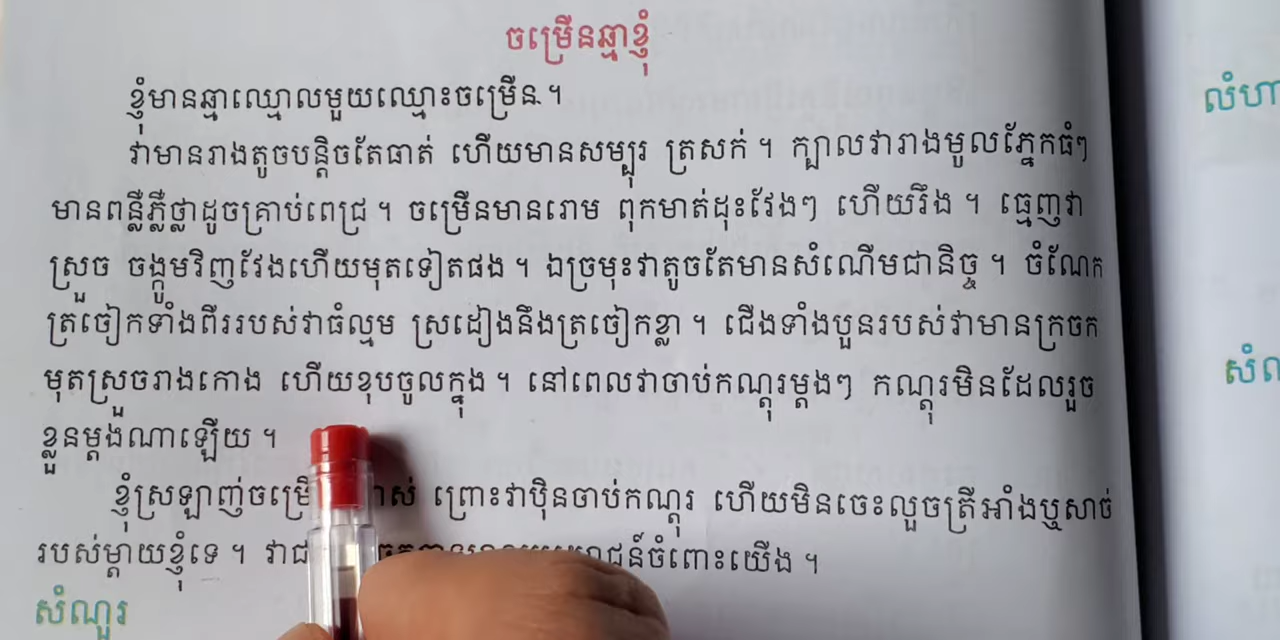 ចម្រើនឆ្មាខ្ញុំ
ខ្ញុំមានឆ្មាឈ្មោលមួយឈ្មោះចម្រើន ។
វាមានរាងតូចបន្តិចតែធាត់ ហើយមានសម្បុរ ត្រសក់ ។ ក្បាលវារាងមូលភ្នែកធំៗ
មានពន្លឺភ្លឺថ្លាដូចគ្រាប់ពេជ្រ ។ ចម្រើនមានរោម ពុកមាត់ដុះវែងៗ ហើយរឹង ។ ធ្មេញវា
ស្រួច ចង្កូមវិញវែងហើយមុតទៀតផង ។ ឯច្រមុះវាតូចតែមានសំណើមជានិច្ច ។ ចំណែក
ត្រចៀកទាំងពីររបស់វាធំល្មម ស្រដៀងនឹងត្រចៀកខ្លា ។ ជើងទាំងបួនរបស់វាមានក្រចក
មុតស្រួចរាងកោង ហើយខុបចូលក្នុង ។ នៅពេលវាចាប់កណ្តុរម្តងៗ កណ្តុរមិនដែលរួច
ខ្លួនម្តងណាឡើយ ។
ខ្ញុំស្រឡាញ់ ព្រោះវាប៉ិនចាប់កណ្តុរ ហើយមិនចេះលួចត្រីអាំងឬសាច់
របស់ម្តាយខ្ញុំទេ ។ ចំពោះយើង ។
សំណួរ